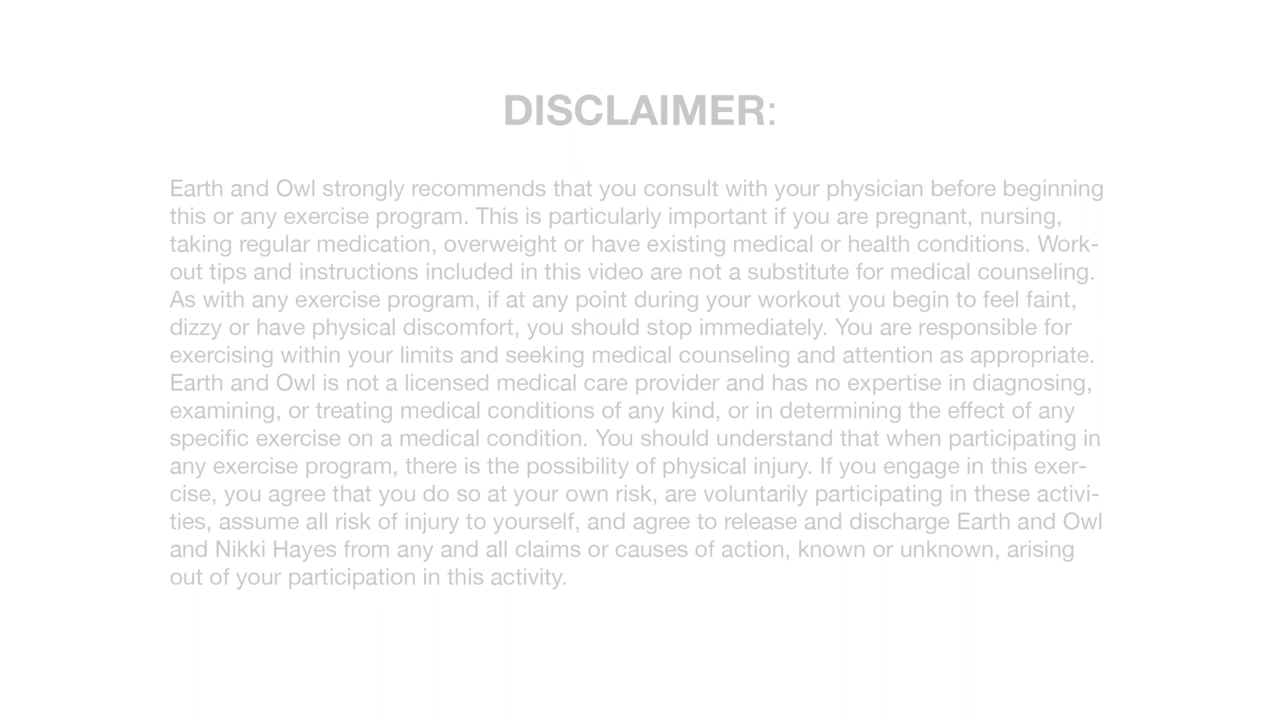 DISCLAIMER:
Earth and Owl strongly recommends that you consult with your physician before beginning
this or any exercise program. This is particularly important if you are pregnant, nursing,
taking regular medication, overweight or have existing medical or health conditions. Work-
out tips and instructions included in this video are not a substitute for medical counseling.
As with any exercise program, if at any point during your workout you begin to feel faint,
dizzy or have physical discomfort, you should stop immediately. You are responsible for
exercising within your limits and seeking medical counseling and attention as appropriate.
Earth and Owl is not a licensed medical care provider and has no expertise in diagnosing,
examining, or treating medical conditions of any kind, or in determining the effect of any
specific exercise on a medical condition. You should understand that when participating in
any exercise program, there is the possibility of physical injury. If you engage in this exer-
cise, you agree that you do so at your own risk, are voluntarily participating in these activi-
ties, assume all risk of injury to yourself, and agree to release and discharge Earth and Owl
and Nikki Hayes from any and all claims or causes of action, known or unknown, arising
out of your participation in this activity.